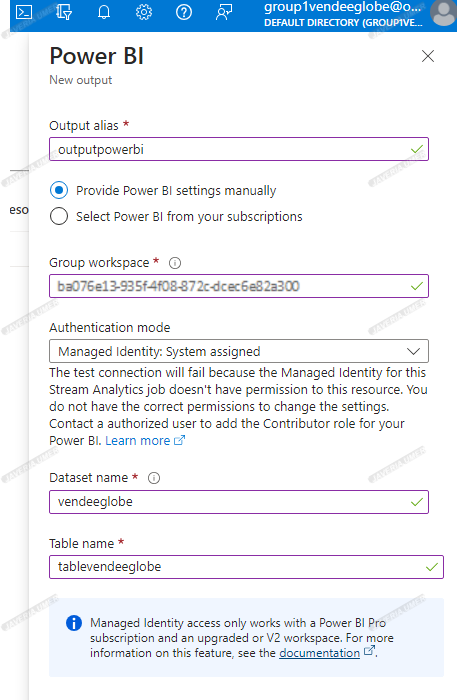 group1vendeeglobe@o...
DEFAULT DIRECTORY (GROUP1VE...
Power BI
New output
Output alias *
outputpowerbi
Provide Power BI settings manually
Select Power BI from your subscriptions
eso
Group workspace *
ba076e13-935f-4f08-872c-dcec6e82a300
Authentication mode
Managed Identity: System assigned
The test connection will fail because the Managed Identity for this
Stream Analytics job doesn't have permission to this resource. You
do not have the correct permissions to change the settings.
Contact a authorized user to add the Contributor role for your
Power BI. Learn more
Dataset name *
vendeeglobe
Table name *
tablevendeeglobe
Managed Identity access only works with a Power BI Pro
subscription and an upgraded or V2 workspace. For more
information on this feature, see the documentation.